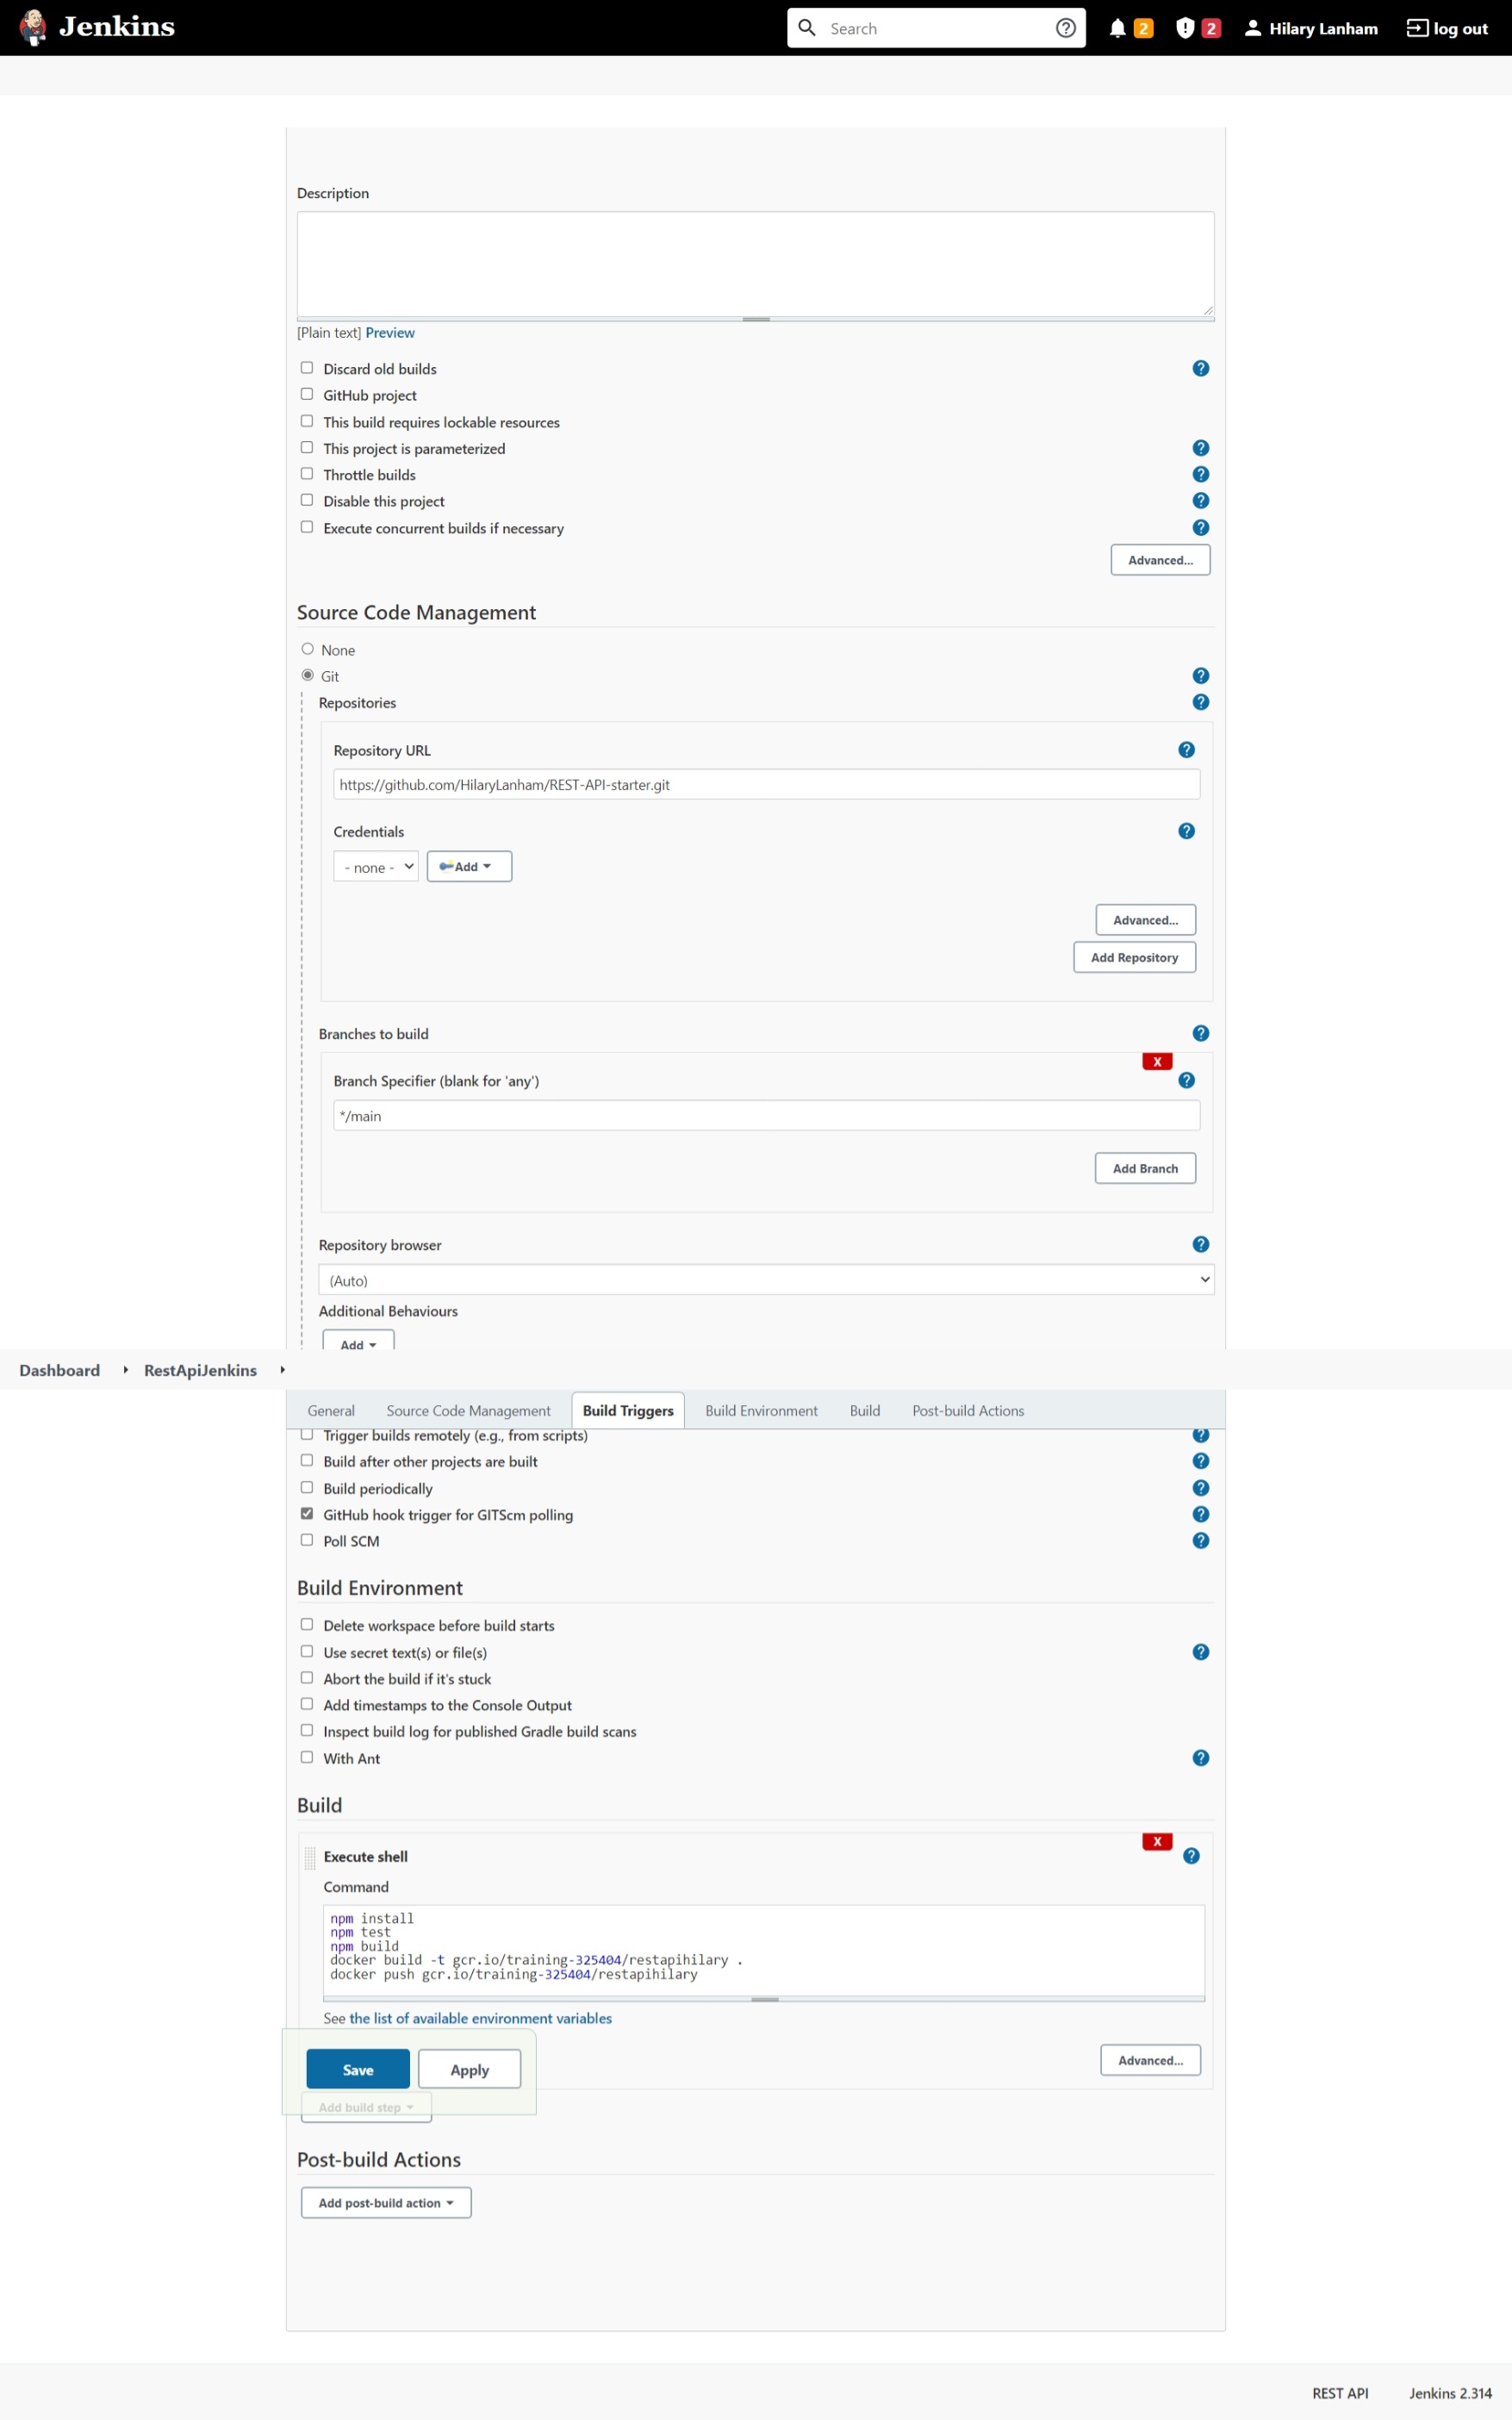 Jenkins
Search
2
2
Hilary Lanham
log out
Description
[Plain text] Preview
Discard old builds
GitHub project
This build requires lockable resources
This project is parameterized
Throttle builds
Disable this project
Execute concurrent builds if necessary
Advanced...
Source Code Management
None
Git
Repositories
Repository URL
https://github.com/HilaryLanham/REST-API-starter.git
Credentials
- none -
Add
Advanced...
Add Repository
Branches to build
X
Branch Specifier (blank for 'any')
*/main
Add Branch
Repository browser
(Auto)
Additional Behaviours
Add
Dashboard
RestApiJenkins
General
Source Code Management
Build Triggers
Build Environment
Build
Post-build Actions
Trigger builds remotely (e.g., from scripts)
Build after other projects are built
Build periodically
GitHub hook trigger for GITScm polling
Poll SCM
Build Environment
Delete workspace before build starts
Use secret text(s) or file(s)
Abort the build if it's stuck
Add timestamps to the Console Output
Inspect build log for published Gradle build scans
With Ant
Build
X
Execute shell
Command
npm install
npm test
npm build
docker build -t gcr.io/training-325404/restapihilary .
docker push gcr.io/training-325404/restapihilary
See the list of available environment variables
Save
Apply
Advanced...
Add build step
Post-build Actions
Add post-build action
REST API
Jenkins 2.314